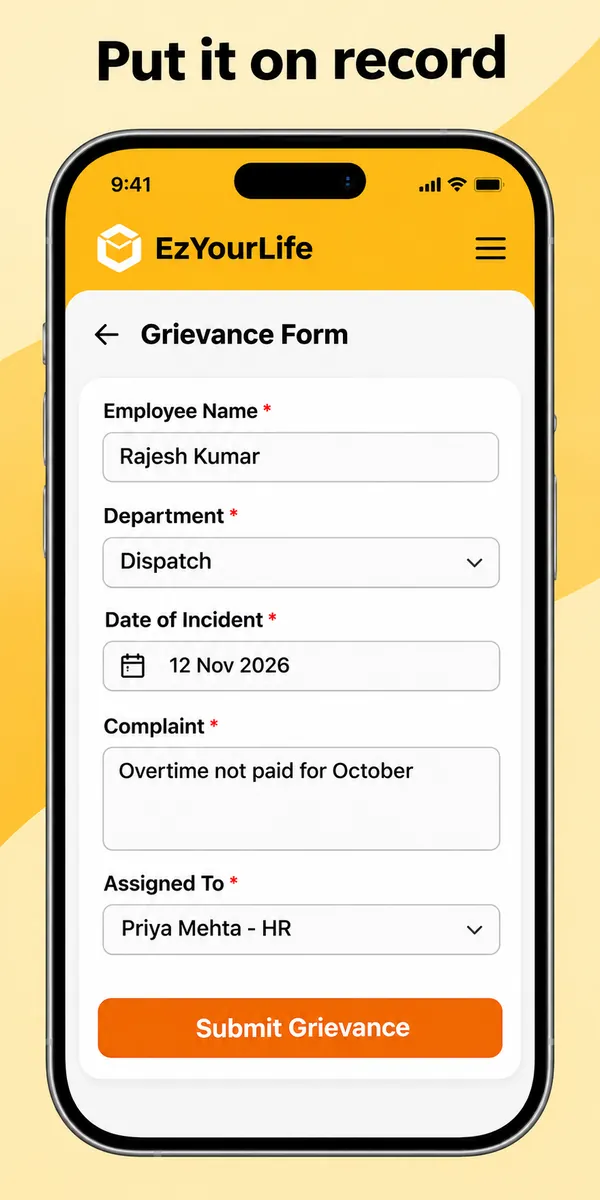 Put it on record
9:41
EzYourLife
Grievance Form
Employee Name *
Rajesh Kumar
Department *
Dispatch
Date of Incident *
12 Nov 2026
Complaint *
Overtime not paid for October
Assigned To *
Priya Mehta - HR
Submit Grievance